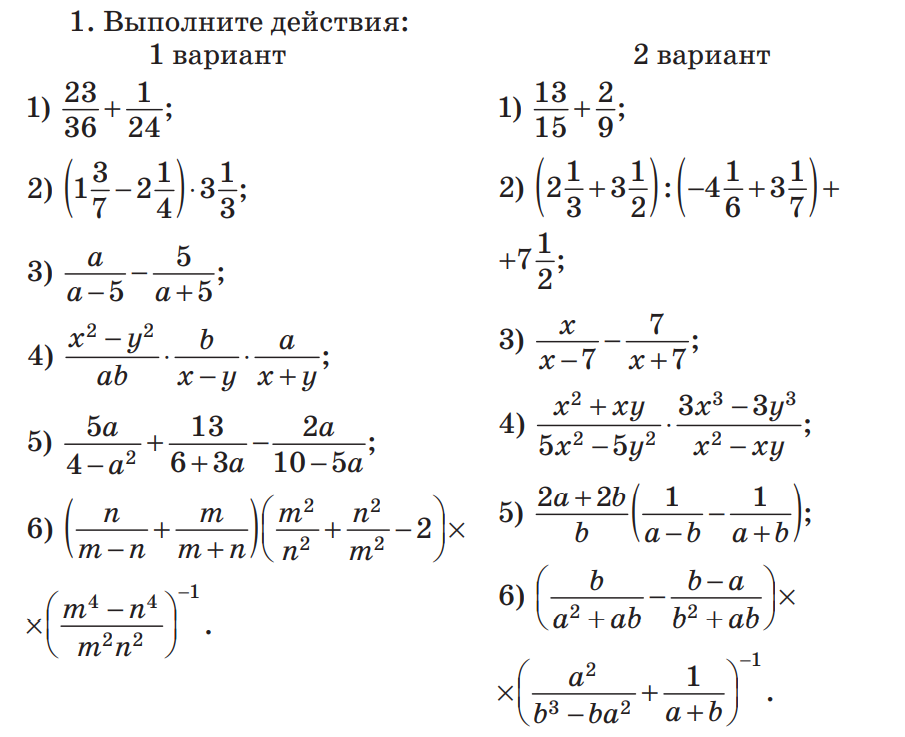 1. Выполните действия:
1 вариант
1) \frac{23}{36} + \frac{1}{24};
2) \left(1\frac{3}{7} - 2\frac{1}{4}\right) \cdot 3\frac{1}{3};
3) \frac{a}{a-5} - \frac{5}{a+5};
4) \frac{x^2 - y^2}{ab} \cdot \frac{b}{x-y} \cdot \frac{a}{x+y};
5) \frac{5a}{4-a^2} + \frac{13}{6+3a} - \frac{2a}{10-5a};
6) \left(\frac{n}{m-n} + \frac{m}{m+n}\right)\left(\frac{m^2}{n^2} + \frac{n^2}{m^2} - 2\right) \times
\times \left(\frac{m^4 - n^4}{m^2n^2}\right)^{-1}.
2 вариант
1) \frac{13}{15} + \frac{2}{9};
2) \left(2\frac{1}{3} + 3\frac{1}{2}\right) : \left(-4\frac{1}{6} + 3\frac{1}{7}\right) +
+7\frac{1}{2};
3) \frac{x}{x-7} - \frac{7}{x+7};
4) \frac{x^2 + xy}{5x^2 - 5y^2} \cdot \frac{3x^3 - 3y^3}{x^2 - xy};
5) \frac{2a+2b}{b}\left(\frac{1}{a-b} - \frac{1}{a+b}\right);
6) \left(\frac{b}{a^2+ab} - \frac{b-a}{b^2+ab}\right) \times
\times \left(\frac{a^2}{b^3 - ba^2} + \frac{1}{a+b}\right)^{-1}.